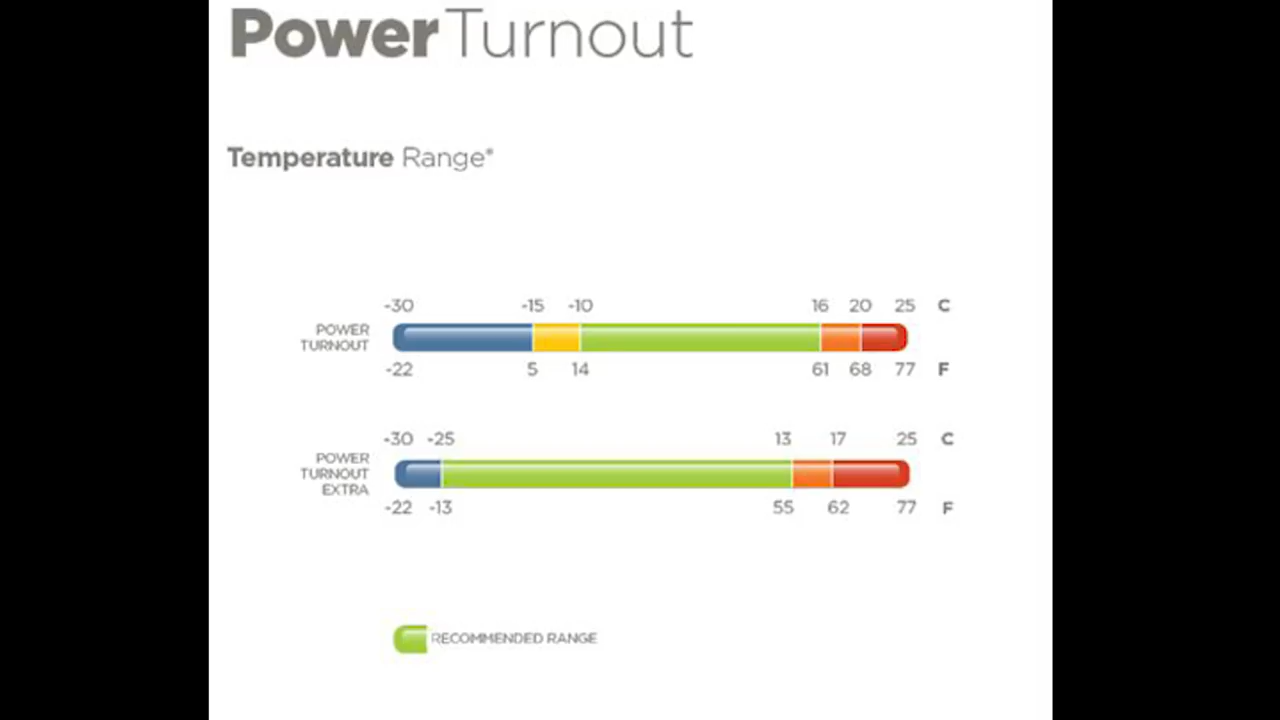 Power Turnout
Temperature Range*
-30 -15 -10 16 20 25 C
POWER
TURNOUT
-22 5 14 61 68 77 F
-30 -25 13 17 25 C
POWER
TURNOUT
EXTRA
-22 -13 55 62 77 F
RECOMMENDED RANGE